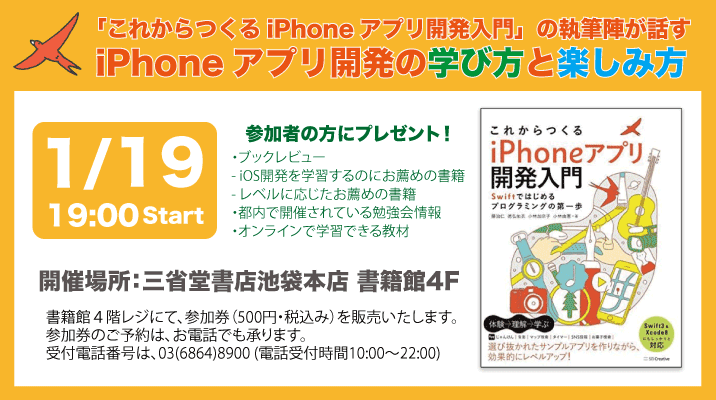 「これからつくる iPhone アプリ開発入門」の執筆陣が話す
iPhone アプリ開発の学び方と楽しみ方
1/19
19:00 Start
参加者の方にプレゼント！
・ブックレビュー
- iOS開発を学習するのにお薦めの書籍
- レベルに応じたお薦めの書籍
・都内で開催されている勉強会情報
・オンラインで学習できる教材
開催場所：三省堂書店池袋本店 書籍館4F
書籍館４階レジにて、参加券（500円・税込み）を販売いたします。
参加券のご予約は、お電話でも承ります。
受付電話番号は、03(6864)8900 (電話受付時間10:00～22:00)
これからつくる
iPhoneアプリ
開発入門
Swiftではじめる
プログラミングの第一歩
体験→理解→学ぶ
選び抜かれたサンプルアプリを作りながら、
効果的にレベルアップ！
Swift3&
Xcode8
にもしっかりと
対応
SB Creative